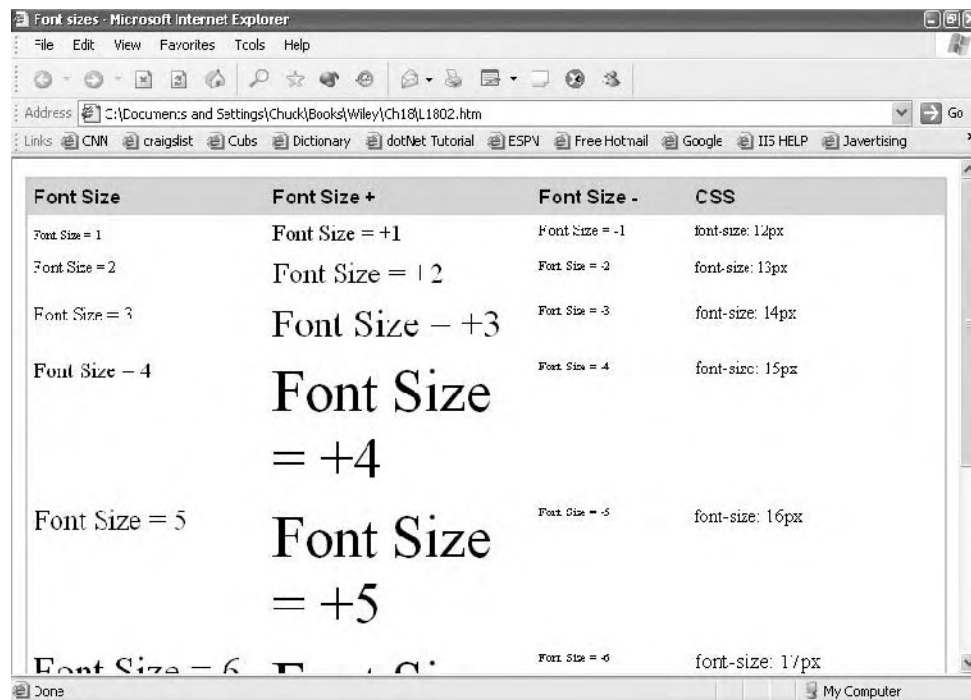 Font sizes - Microsoft Internet Explorer
File Edit View Favorites Tools Help
Address C:\Documents and Settings\Chuck\Books\Wiley\Ch18\L1802.htm Go
Links CNN craigslist Cubs Dictionary dotNet Tutorial ESPN Free Hotmail Google IIS HELP Javertising
Font Size Font Size + Font Size - CSS
Font Size = 1 Font Size = +1 Font Size = -1 font-size: 12px
Font Size = 2 Font Size = +2 Font Size = -2 font-size: 13px
Font Size = 3 Font Size = +3 Font Size = -3 font-size: 14px
Font Size = 4 Font Size = +4 Font Size = -4 font-size: 15px
Font Size = 5 Font Size = +5 Font Size = -5 font-size: 16px
Font Size = 6 Font Si Font Size = -6 font-size: 17px
Done My Computer